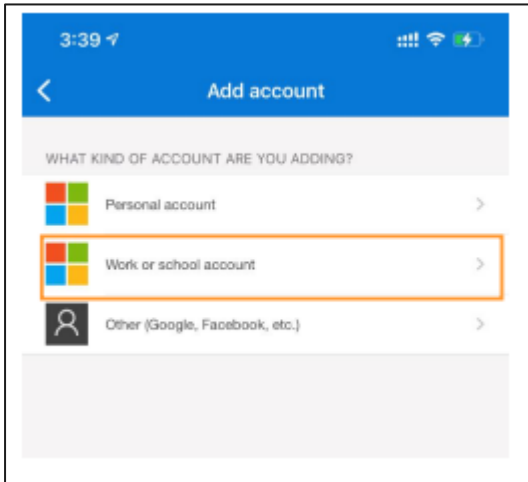 3:39
Add account
WHAT KIND OF ACCOUNT ARE YOU ADDING?
Personal account
Work or school account
Other (Google, Facebook, etc.)